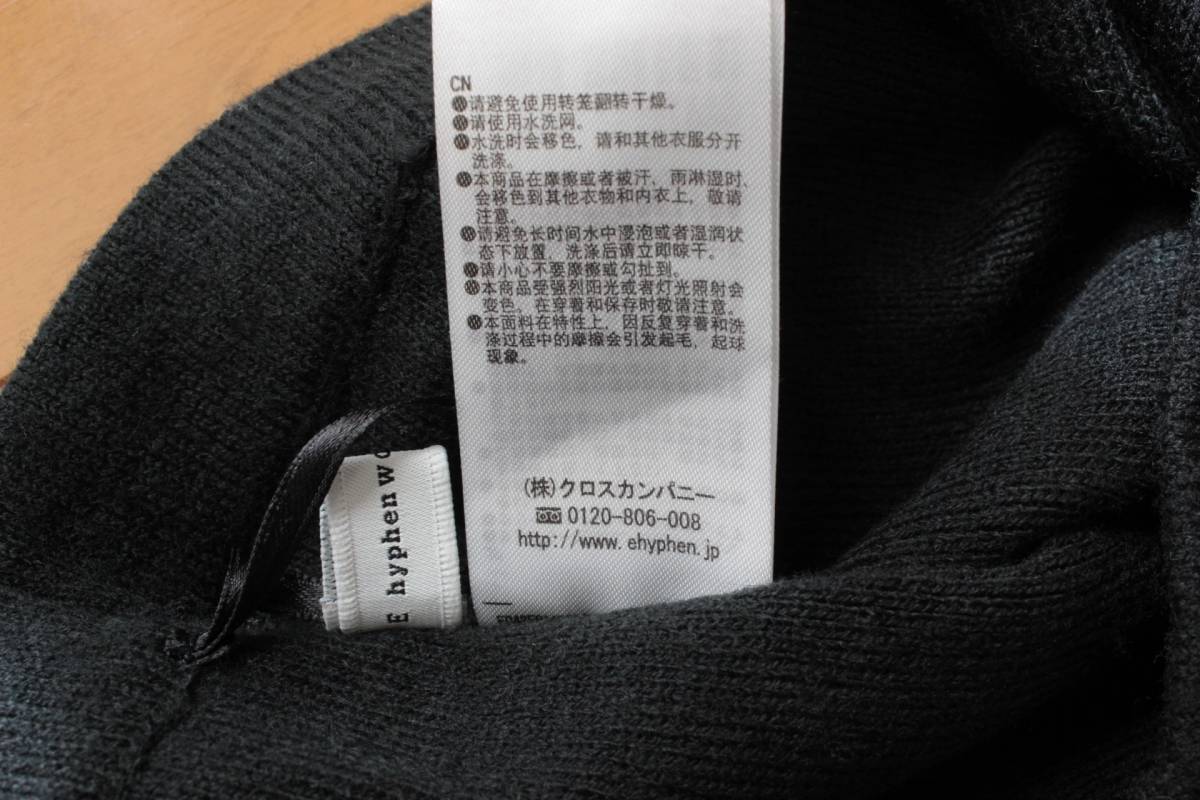 CN
請避免使用转笼翻转干燥。
请使用水洗网。
水洗时会移色，请和其他衣服分开
洗涤。
本商品在摩擦或者被汗，雨淋湿时，
会移色到其他衣物和内衣上，敬请
注意。
请避免长时间水中浸泡或者湿润状
态下放置，洗涤后请立即晾干。
请小心不要摩擦或勾扯到。
本商品受强烈阳光或者灯光照射会
变色，在穿着和保存时敬请注意。
本面料在特性上，因反复穿着和洗
涤过程中的摩擦会引发起毛，起球
现象。
(株)クロスカンパニー
0120-806-008
http://www.ehyphen.jp
E hyphen wo